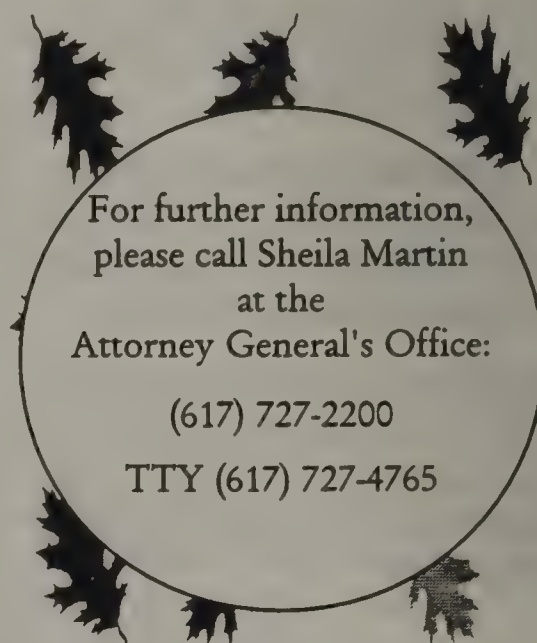 For further information,
please call Sheila Martin
at the
Attorney General's Office:
(617) 727-2200
TTY (617) 727-4765